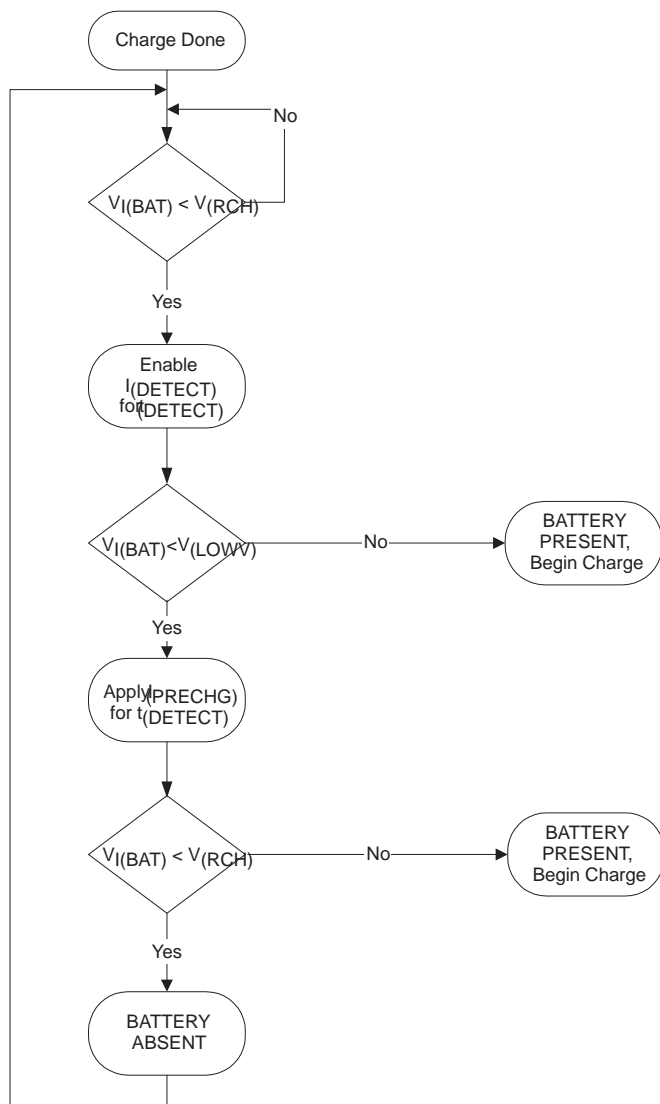 Charge Done
No
VI(BAT) < V(RCH)
Yes
Enable
I(DETECT)
for t(DETECT)
VI(BAT)<V(LOWV)
No
BATTERY
PRESENT,
Begin Charge
Yes
Apply I(PRECHG)
for t(DETECT)
VI(BAT) < V(RCH)
No
BATTERY
PRESENT,
Begin Charge
Yes
BATTERY
ABSENT